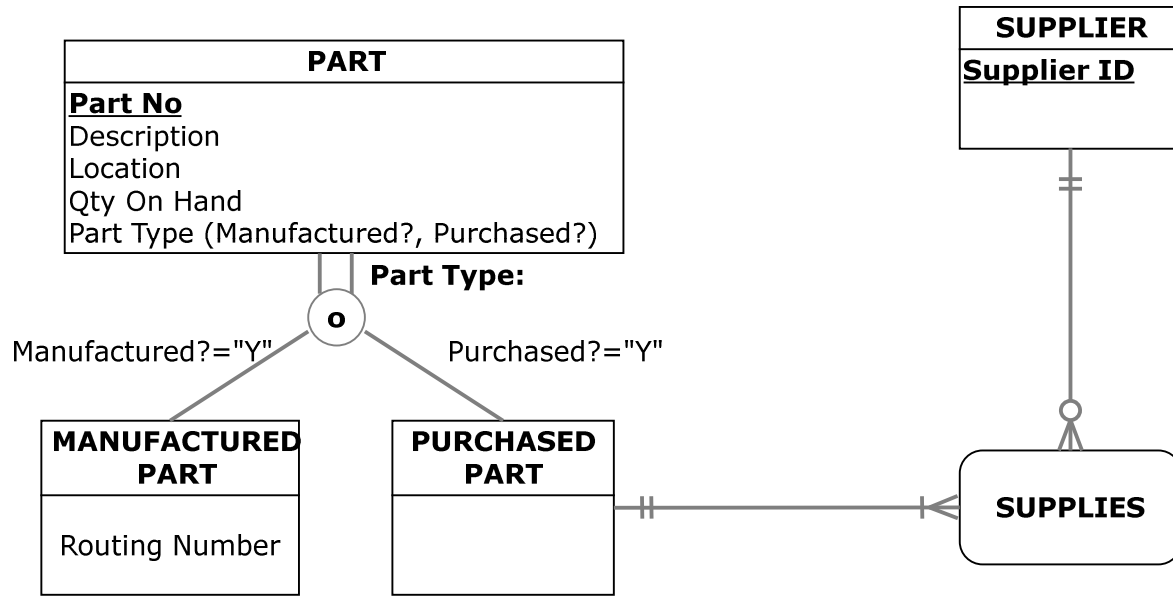 SUPPLIER
Supplier ID
PART
Part No
Description
Location
Qty On Hand
Part Type (Manufactured?, Purchased?)
Part Type:
o
Manufactured?="Y"
Purchased?="Y"
MANUFACTURED
PART
Routing Number
PURCHASED
PART
SUPPLIES